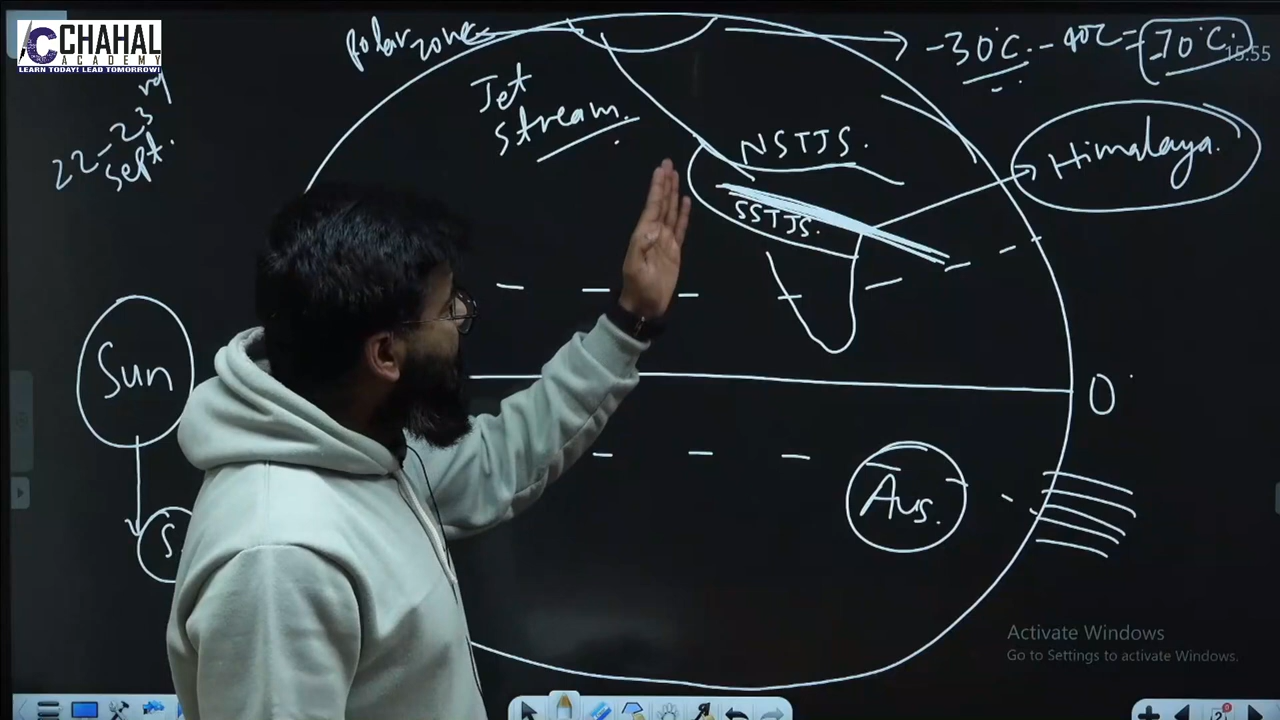 CHAHAL
ACADEMY
LEARN TODAY! LEAD TOMORROW!
Polar zone
-30°C - 40°C = -70°C.
15:55
22-23rd
Sept.
Jet
stream.
NSTJS.
SSTJS.
Himalaya.
Sun
S
0°
Aus.
Activate Windows
Go to Settings to activate Windows.